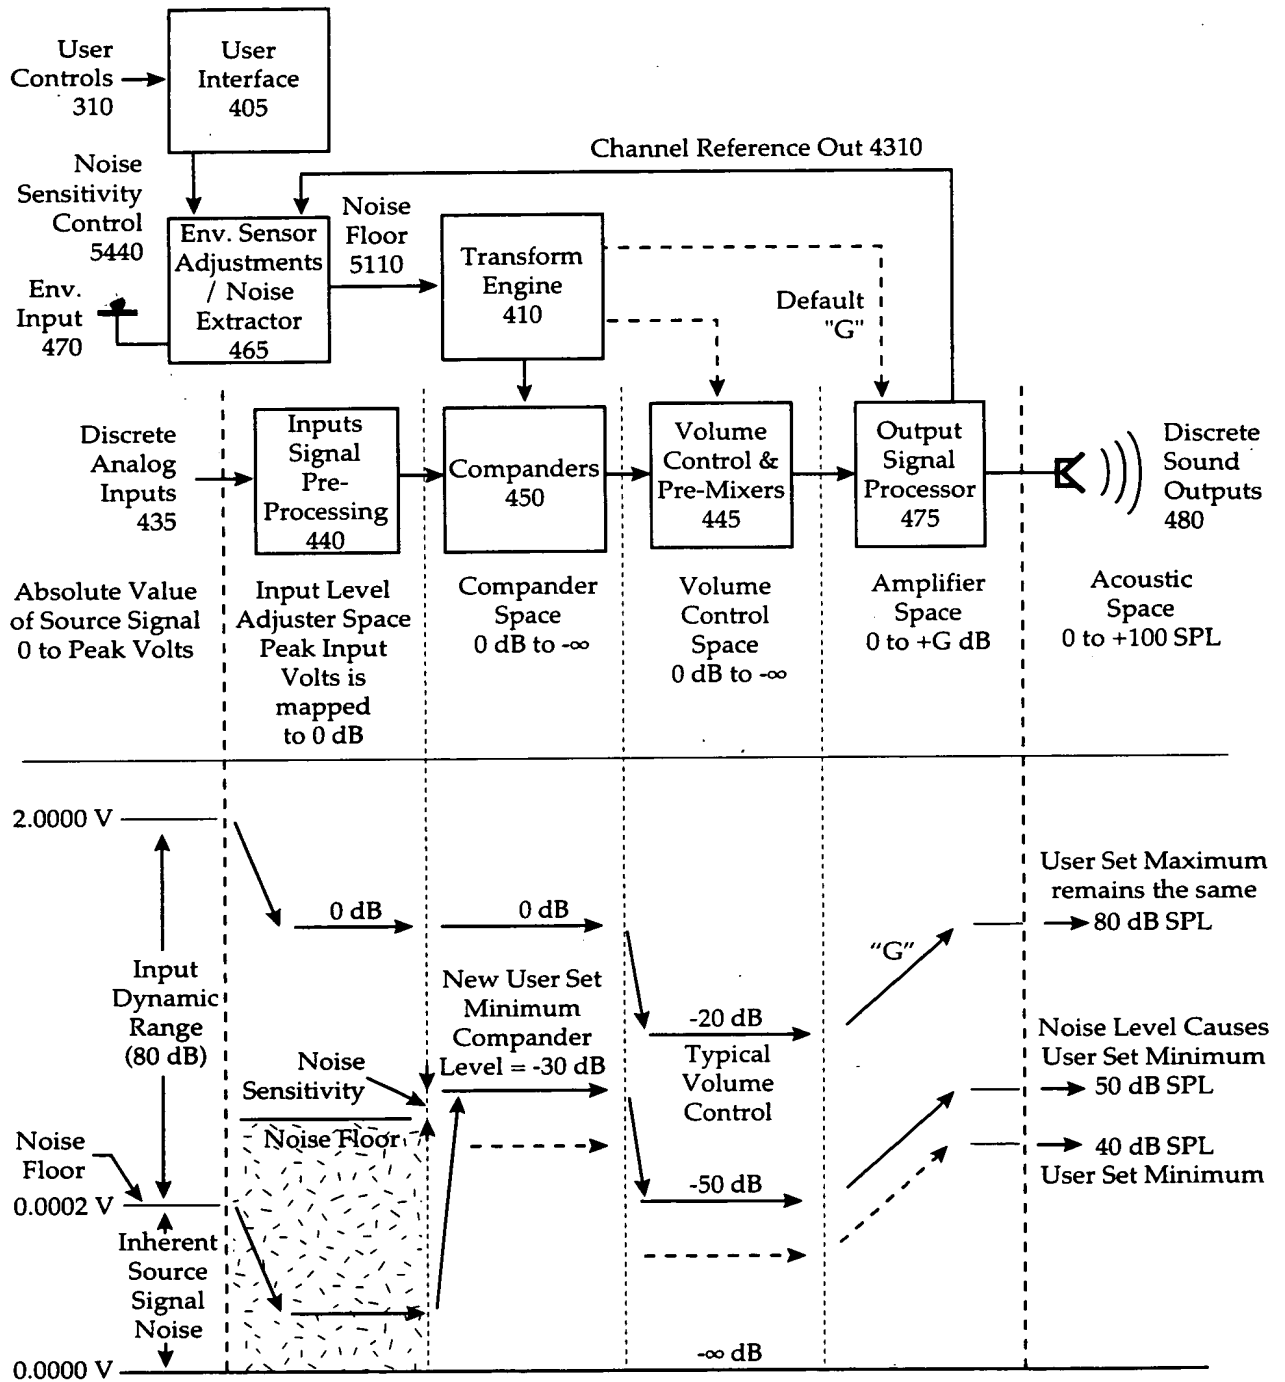 User
Controls
310
User
Interface
405
Channel Reference Out 4310
Noise
Sensitivity
Control
5440
Env. Sensor
Adjustments
/ Noise
Extractor
465
Noise
Floor
5110
Transform
Engine
410
Default
"G"
Env.
Input
470
Discrete
Analog
Inputs
435
Inputs
Signal
Pre-
Processing
440
Companders
450
Volume
Control &
Pre-Mixers
445
Output
Signal
Processor
475
Discrete
Sound
Outputs
480
Absolute Value
of Source Signal
0 to Peak Volts
Input Level
Adjuster Space
Peak Input
Volts is
mapped
to 0 dB
Compander
Space
0 dB to -∞
Volume
Control
Space
0 dB to -∞
Amplifier
Space
0 to +G dB
Acoustic
Space
0 to +100 SPL
2.0000 V
Input
Dynamic
Range
(80 dB)
Noise
Floor
0.0002 V
Inherent
Source
Signal
Noise
0.0000 V
0 dB
Noise
Sensitivity
Noise Floor
0 dB
New User Set
Minimum
Compander
Level = -30 dB
-20 dB
Typical
Volume
Control
-50 dB
-∞ dB
"G"
User Set Maximum
remains the same
80 dB SPL
Noise Level Causes
User Set Minimum
50 dB SPL
40 dB SPL
User Set Minimum